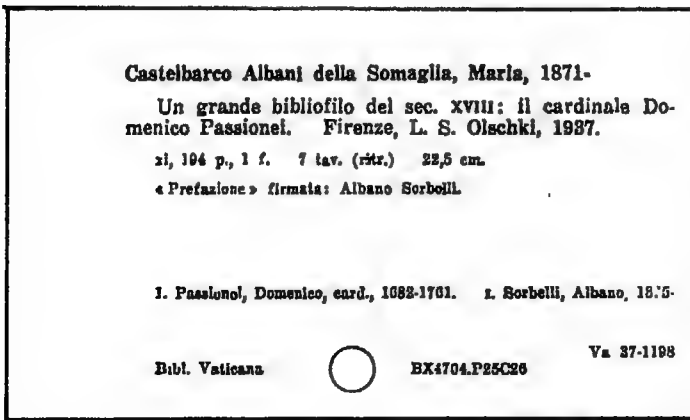 Castelbarco Albani della Somaglia, Maria, 1871-
Un grande bibliofilo del sec. XVIII: il cardinale Do-
menico Passionei. Firenze, L. S. Olschki, 1937.
xi, 194 p., 1 f. 7 tav. (ritr.) 22,5 cm.
« Prefazione » firmata: Albano Sorbelli.
1. Passionei, Domenico, card., 1682-1761. I. Sorbelli, Albano,
Va 37-1198
Bibl. Vaticana BX4704.P25C26